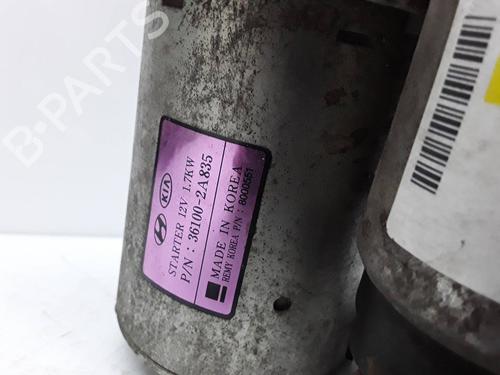 B-PARTS
KIA
STARTER 12V 1.7KW
P/N : 36100-2A835
MADE IN KOREA
REMY KOREA P/N : 8000551